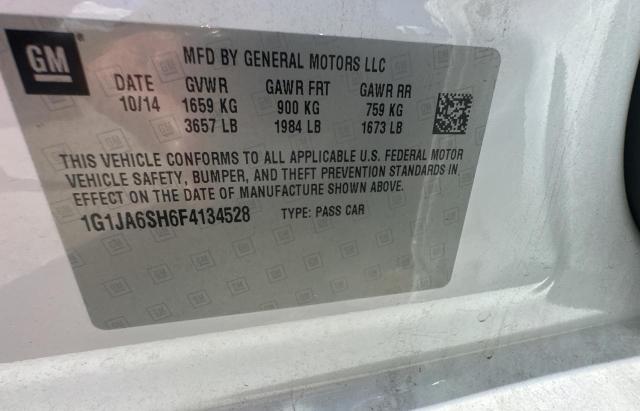 GM
MFD BY GENERAL MOTORS LLC
DATE GVWR GAWR FRT GAWR RR
10/14 1659 KG 900 KG 759 KG
3657 LB 1984 LB 1673 LB
THIS VEHICLE CONFORMS TO ALL APPLICABLE U.S. FEDERAL MOTOR
VEHICLE SAFETY, BUMPER, AND THEFT PREVENTION STANDARDS IN
EFFECT ON THE DATE OF MANUFACTURE SHOWN ABOVE.
1G1JA6SH6F4134528 TYPE: PASS CAR